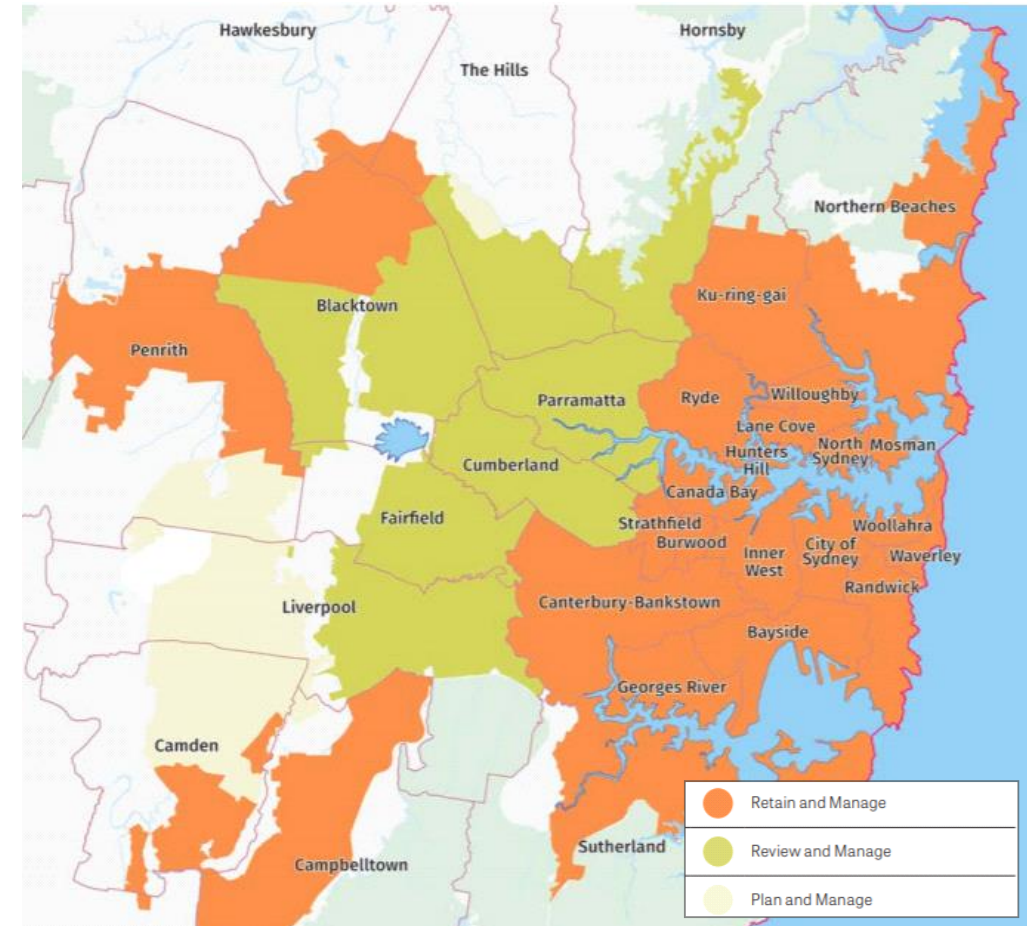 Hawkesbury
Hornsby
The Hills
Northern Beaches
Ku-ring-gai
Blacktown
Penrith
Parramatta
Ryde
Willoughby
Lane Cove
Hunters
Hill
North
Sydney
Mosman
Cumberland
Canada Bay
Fairfield
Strathfield
Burwood
Inner
West
City of
Sydney
Woollahra
Waverley
Randwick
Liverpool
Canterbury-Bankstown
Bayside
Georges River
Camden
Campbelltown
Sutherland
Retain and Manage
Review and Manage
Plan and Manage